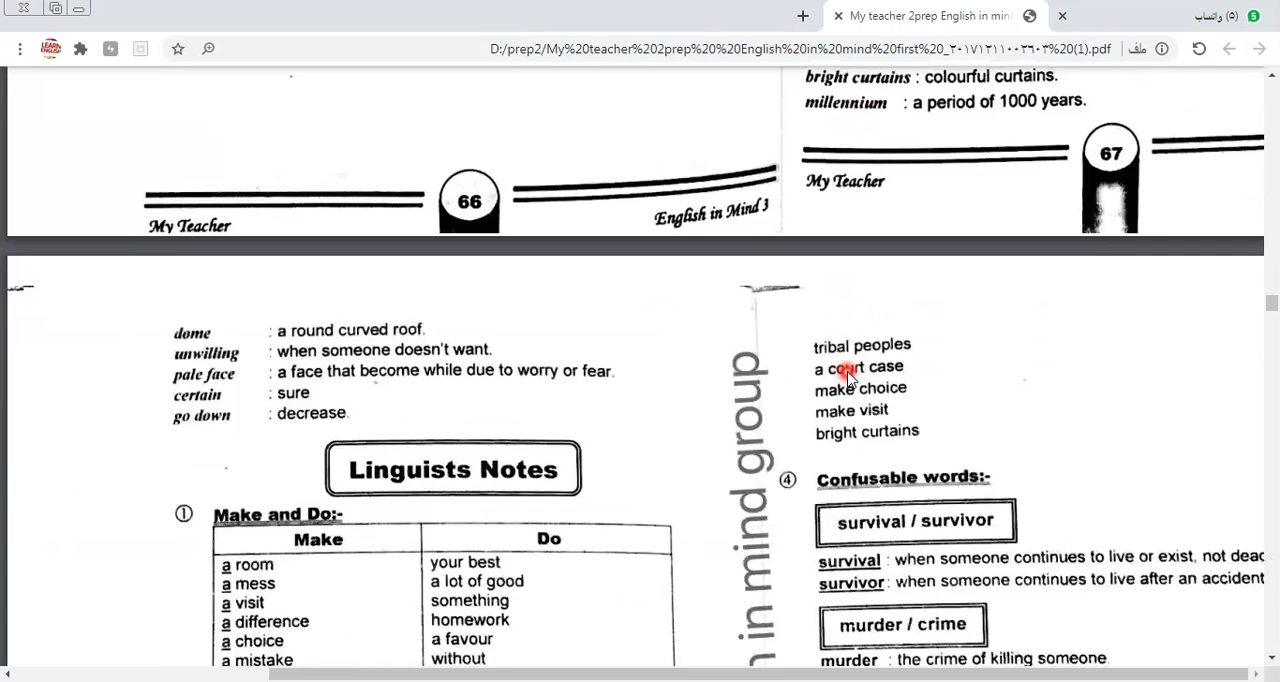 My teacher 2prep English in mind
واتساب (٥)
5
D:/prep2/My%20teacher%202prep%20%20English%20in%20mind%20first%20_٢٠١٧١٢١١٠٠٢٦٠٣%20(1).pdf
ملف
LEARN ENGLISH
66
My Teacher
English in Mind 3
bright curtains : colourful curtains.
millennium : a period of 1000 years.
67
My Teacher
dome : a round curved roof.
unwilling : when someone doesn't want.
pale face : a face that become while due to worry or fear.
certain : sure
go down : decrease.
Linguists Notes
① Make and Do:-
Make Do
a room your best
a mess a lot of good
a visit something
a difference homework
a choice a favour
a mistake without
in mind group
tribal peoples
a court case
make choice
make visit
bright curtains
④ Confusable words:-
survival / survivor
survival : when someone continues to live or exist, not dead
survivor : when someone continues to live after an accident
murder / crime
murder : the crime of killing someone.